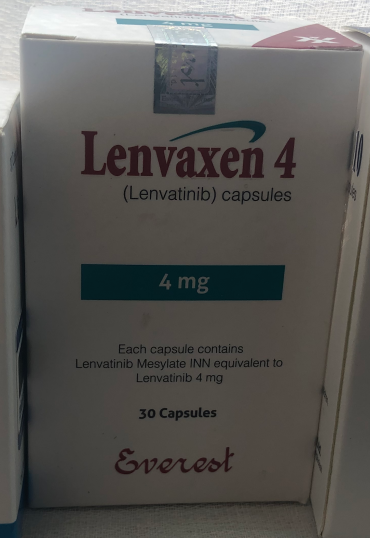 4 mg
Lenvaxen 4
(Lenvatinib) capsules
4 mg
Each capsule contains
Lenvatinib Mesylate INN equivalent to
Lenvatinib 4 mg
30 Capsules
Everest